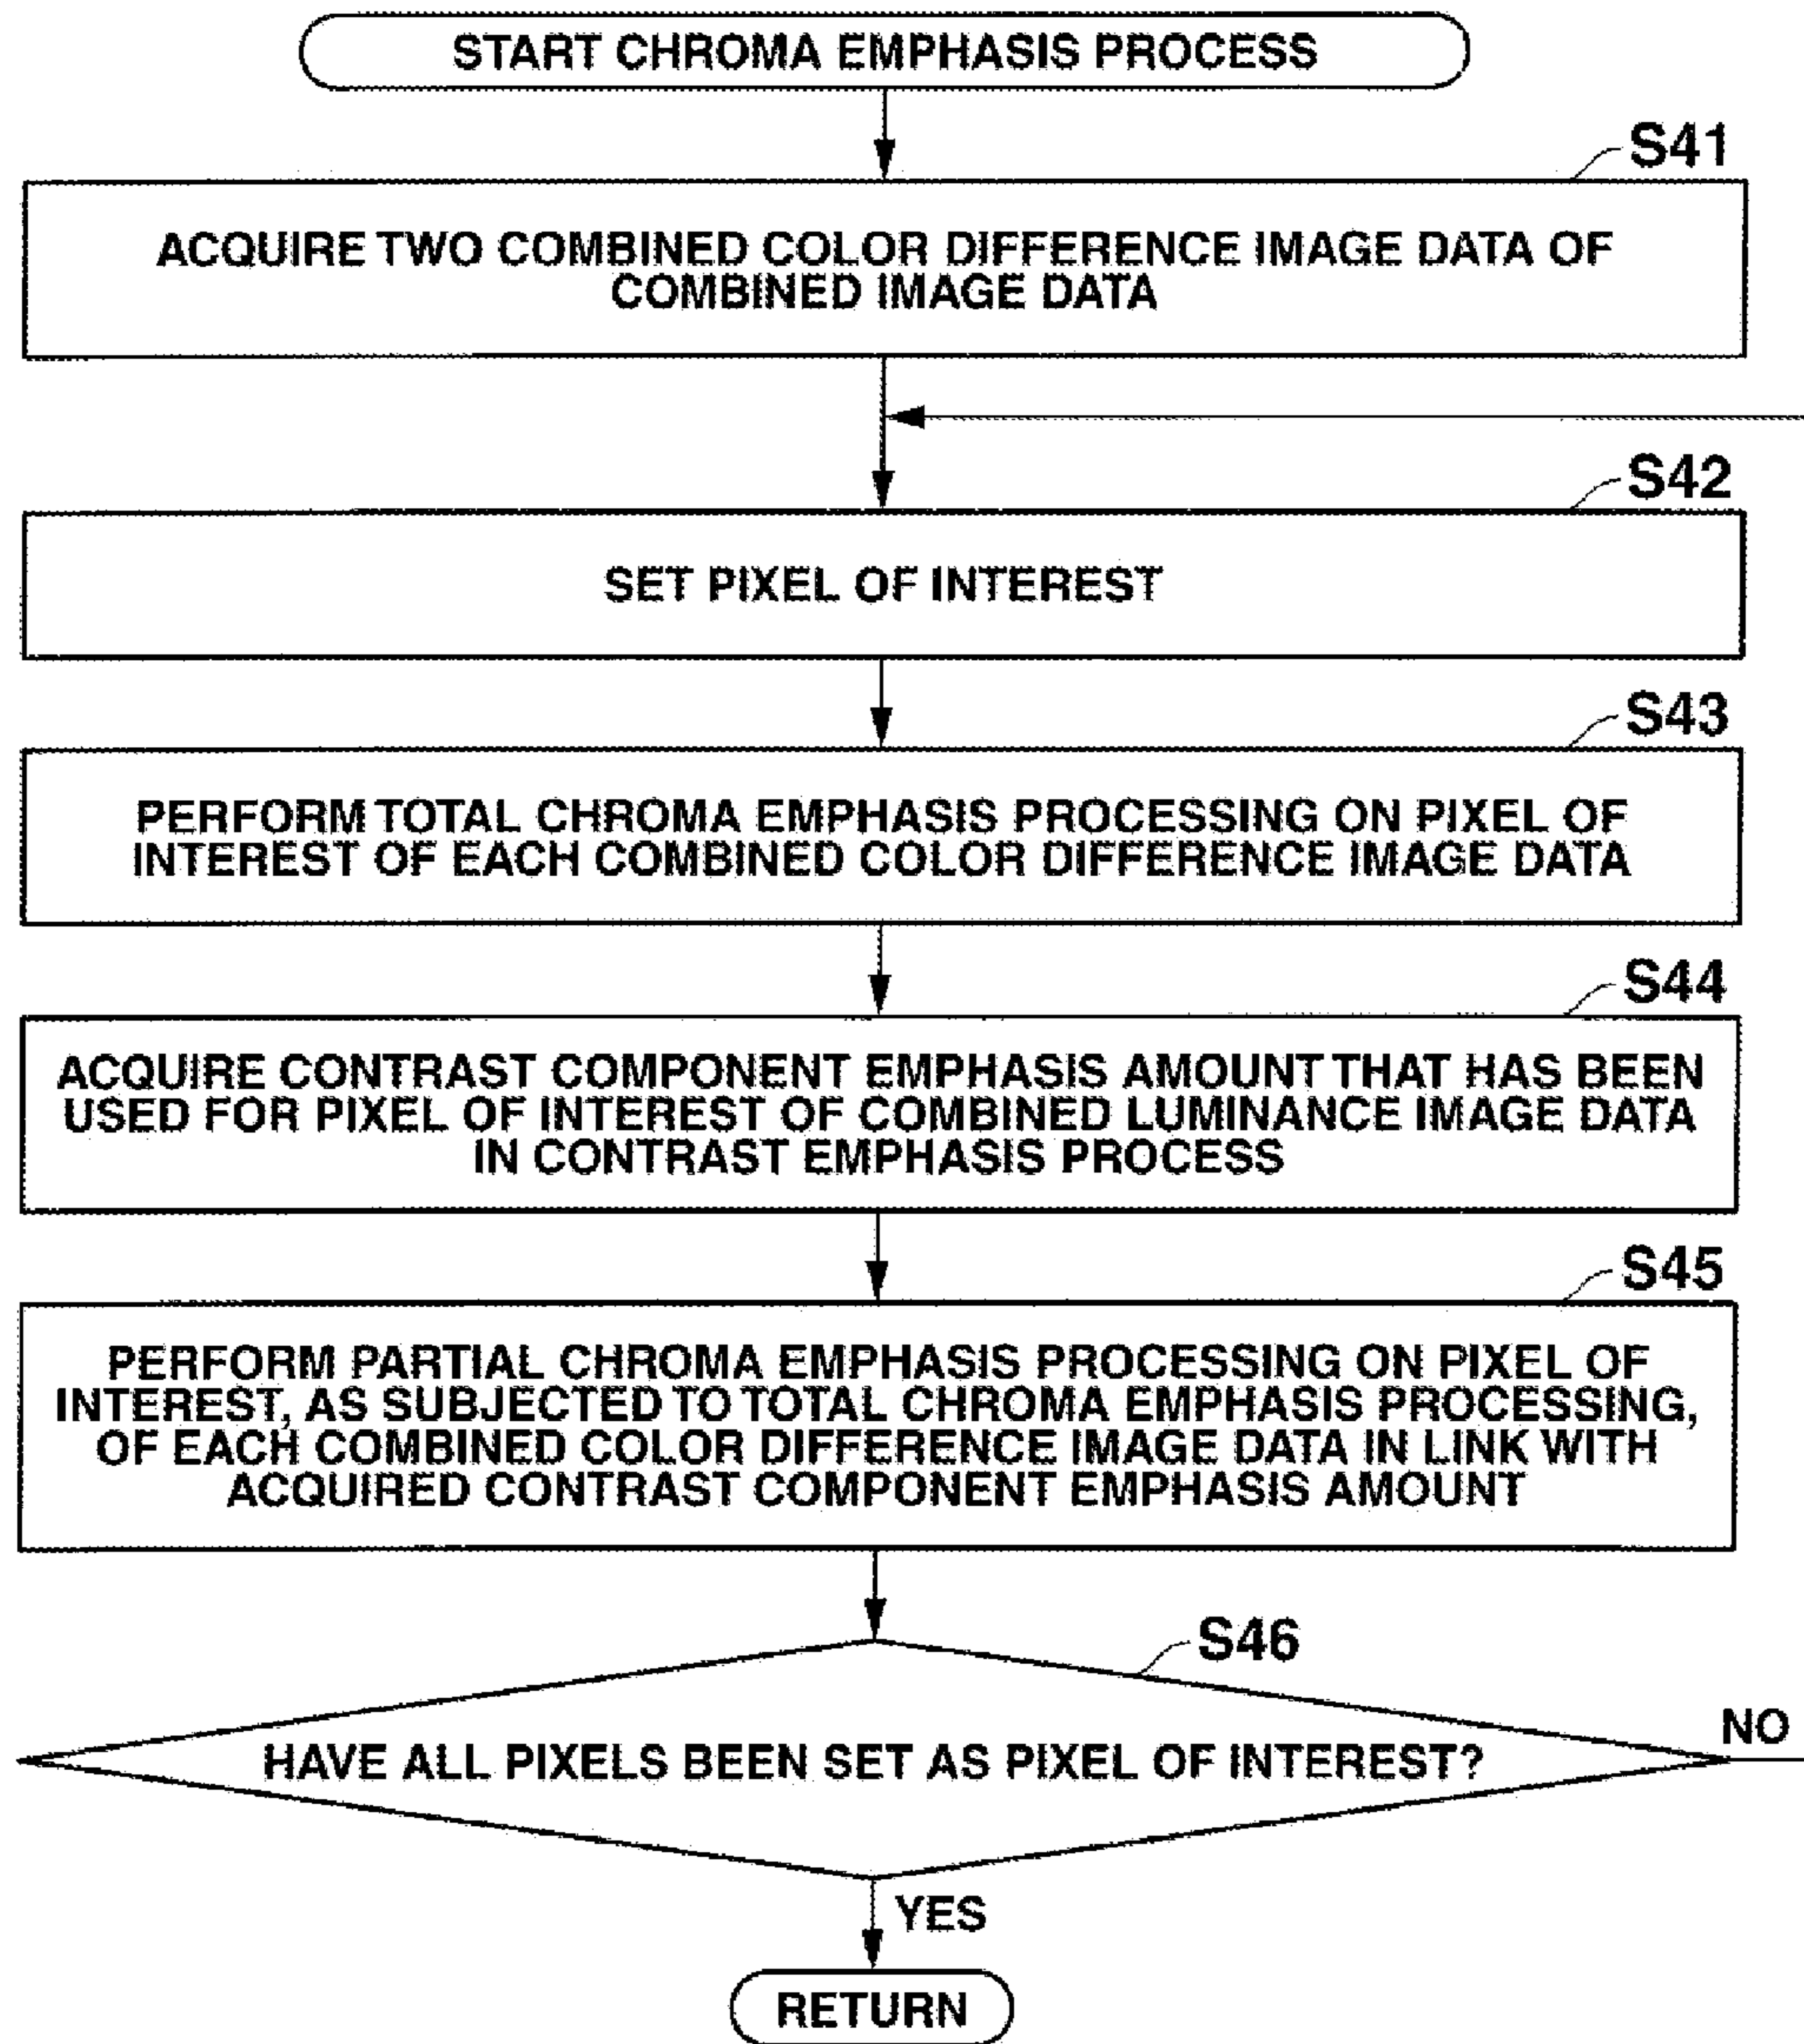 START CHROMA EMPHASIS PROCESS
S41
ACQUIRE TWO COMBINED COLOR DIFFERENCE IMAGE DATA OF
COMBINED IMAGE DATA
S42
SET PIXEL OF INTEREST
S43
PERFORM TOTAL CHROMA EMPHASIS PROCESSING ON PIXEL OF
INTEREST OF EACH COMBINED COLOR DIFFERENCE IMAGE DATA
S44
ACQUIRE CONTRAST COMPONENT EMPHASIS AMOUNT THAT HAS BEEN
USED FOR PIXEL OF INTEREST OF COMBINED LUMINANCE IMAGE DATA
IN CONTRAST EMPHASIS PROCESS
S45
PERFORM PARTIAL CHROMA EMPHASIS PROCESSING ON PIXEL OF
INTEREST, AS SUBJECTED TO TOTAL CHROMA EMPHASIS PROCESSING,
OF EACH COMBINED COLOR DIFFERENCE IMAGE DATA IN LINK WITH
ACQUIRED CONTRAST COMPONENT EMPHASIS AMOUNT
S46
HAVE ALL PIXELS BEEN SET AS PIXEL OF INTEREST?
NO
YES
RETURN